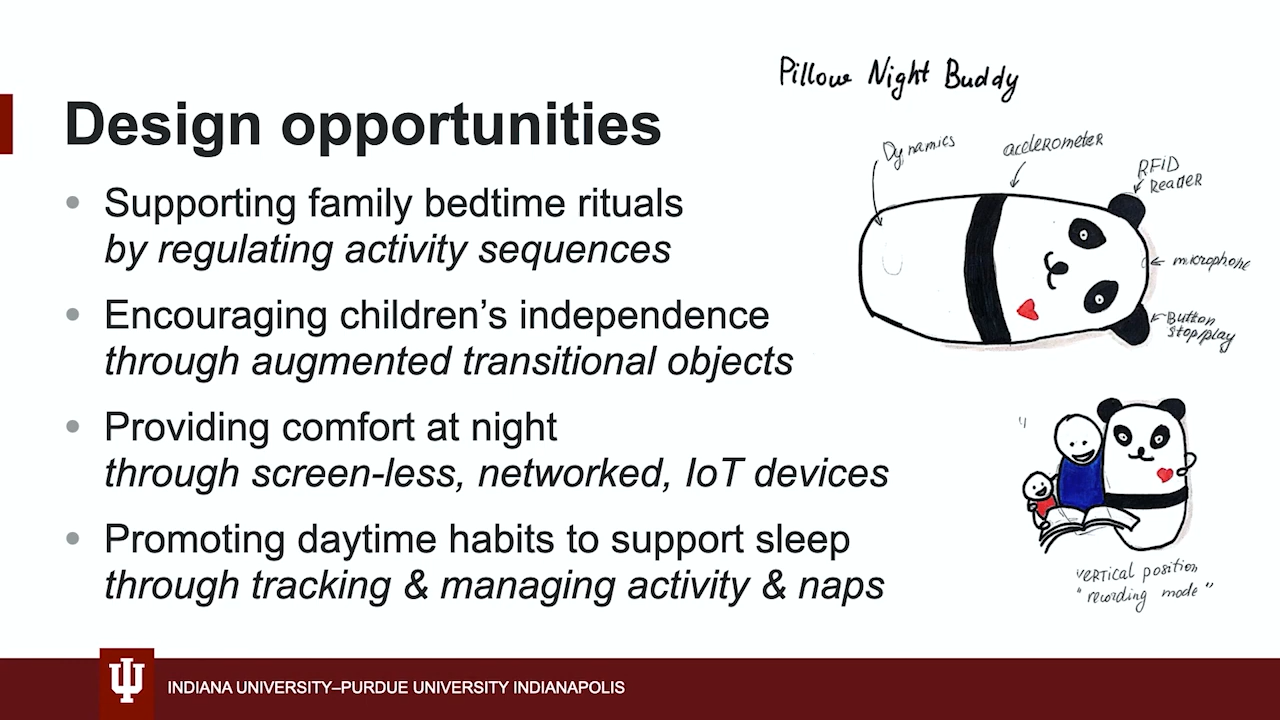 Pillow Night Buddy
Design opportunities
• Supporting family bedtime rituals
by regulating activity sequences
• Encouraging children’s independence
through augmented transitional objects
• Providing comfort at night
through screen-less, networked, IoT devices
• Promoting daytime habits to support sleep
through tracking & managing activity & naps
Dynamics
acclerometer
RFiD
Reader
microphone
Button
stop/play
vertical position
"recording mode"
INDIANA UNIVERSITY–PURDUE UNIVERSITY INDIANAPOLIS